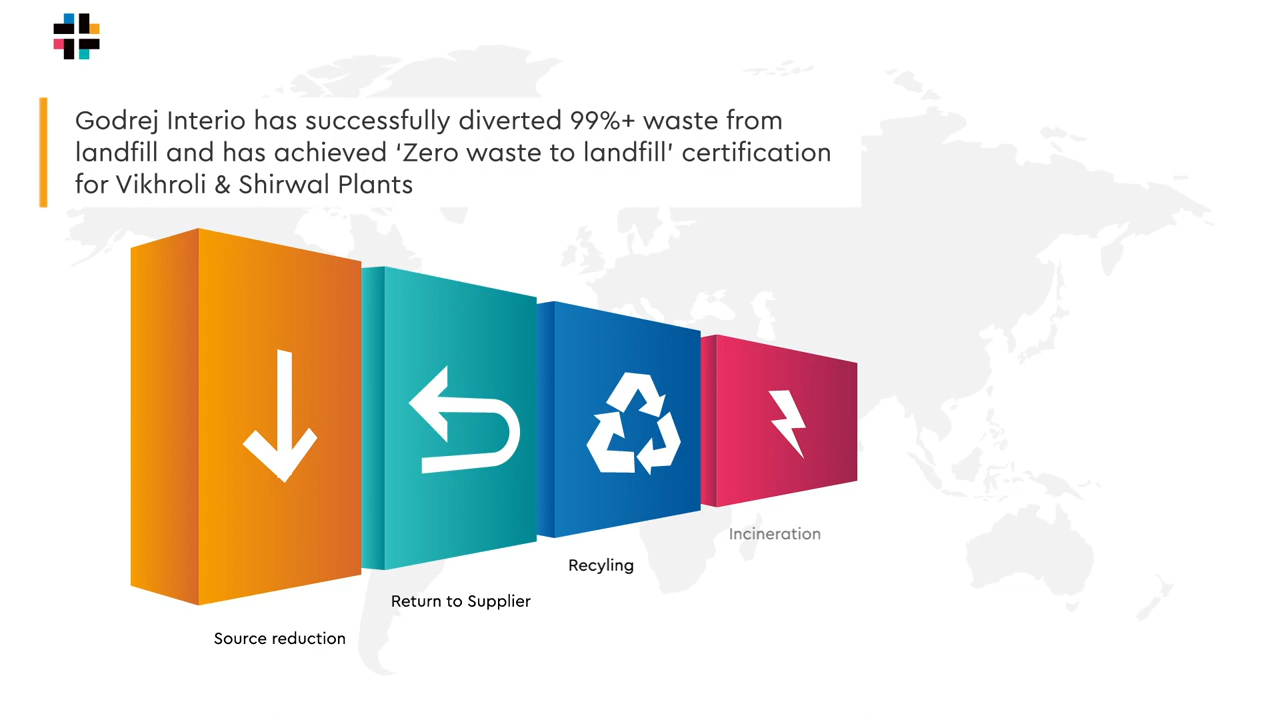 Godrej Interio has successfully diverted 99%+ waste from
landfill and has achieved ‘Zero waste to landfill’ certification
for Vikhroli & Shirwal Plants
Incineration
Recyling
Return to Supplier
Source reduction